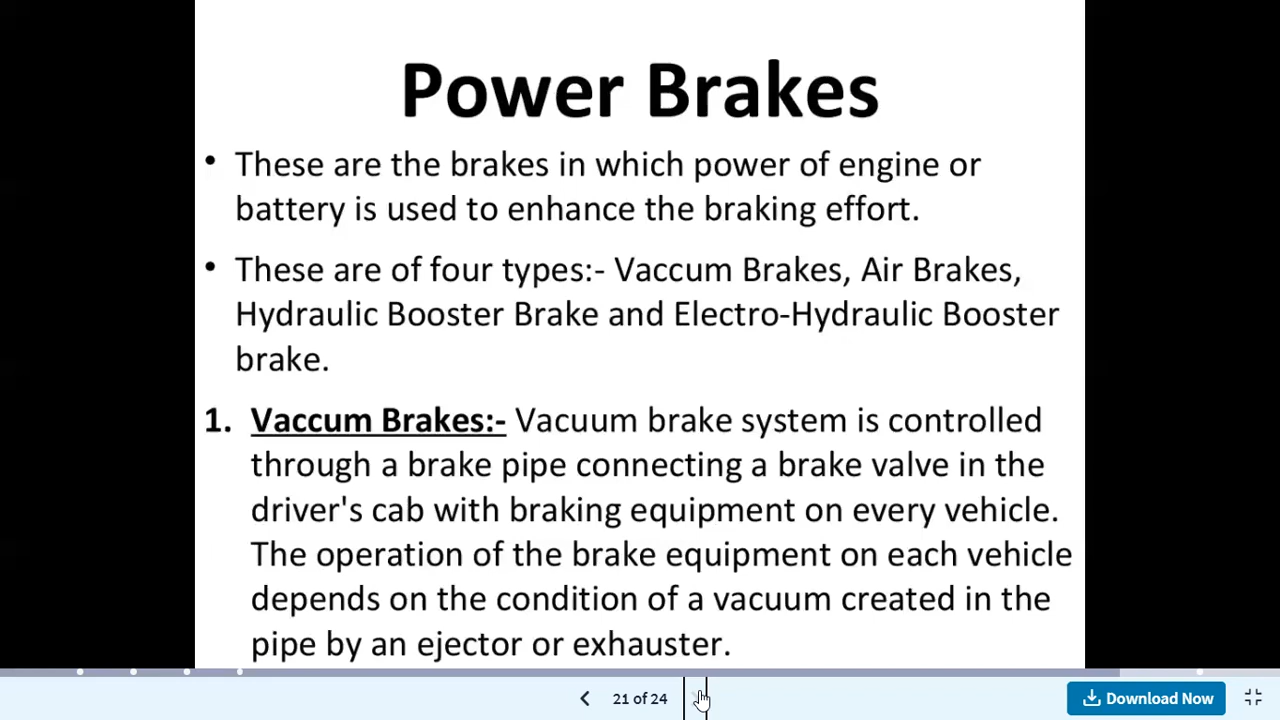 Power Brakes
• These are the brakes in which power of engine or
battery is used to enhance the braking effort.
• These are of four types:- Vaccum Brakes, Air Brakes,
Hydraulic Booster Brake and Electro-Hydraulic Booster
brake.
1. Vaccum Brakes:- Vacuum brake system is controlled
through a brake pipe connecting a brake valve in the
driver's cab with braking equipment on every vehicle.
The operation of the brake equipment on each vehicle
depends on the condition of a vacuum created in the
pipe by an ejector or exhauster.
21 of 24
Download Now